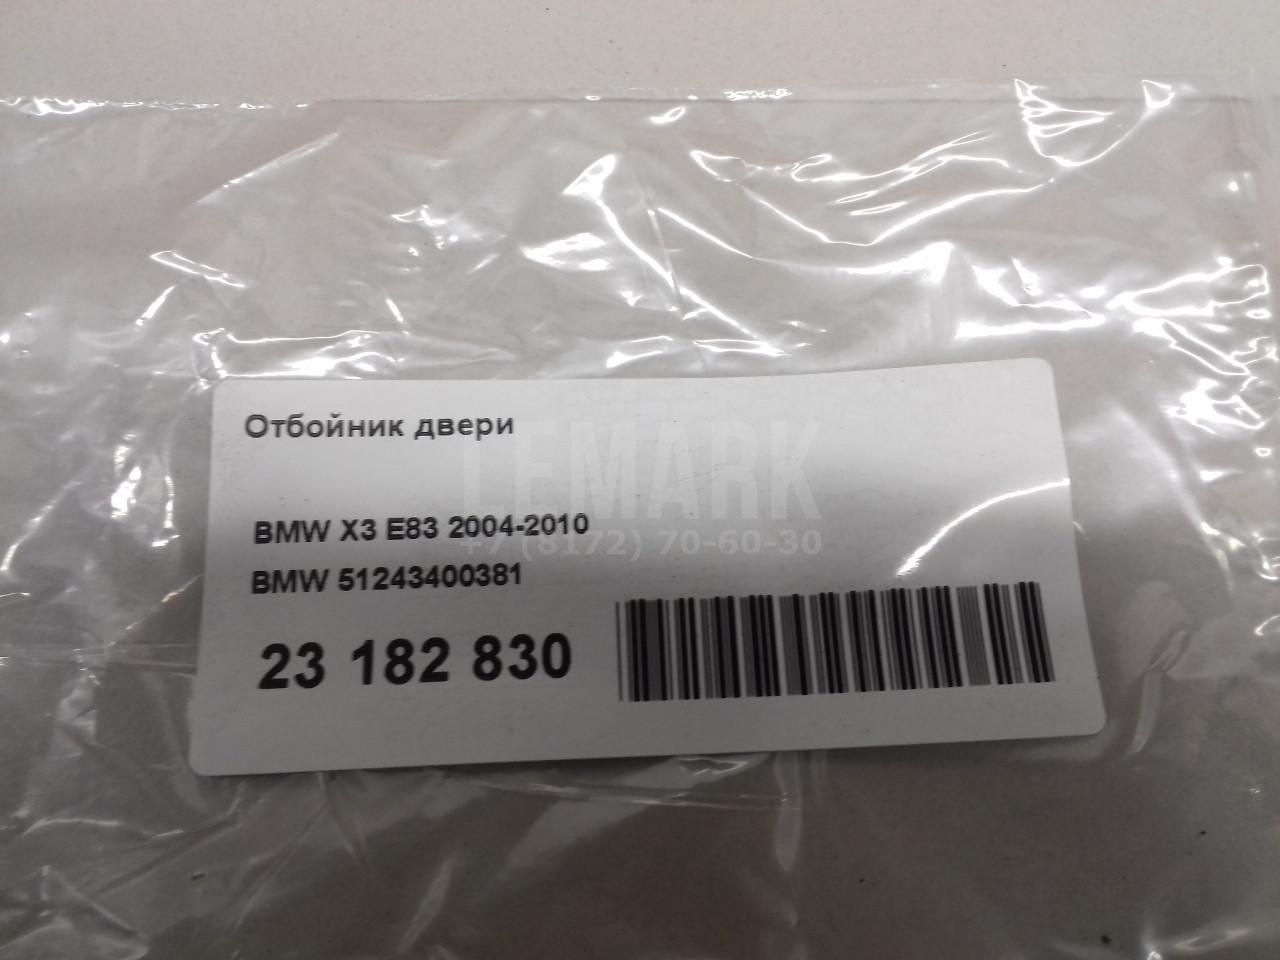 Отбойник двери
LEMARK
BMW X3 E83 2004-2010
+7 (8172) 70-60-30
BMW 51243400381
23 182 830